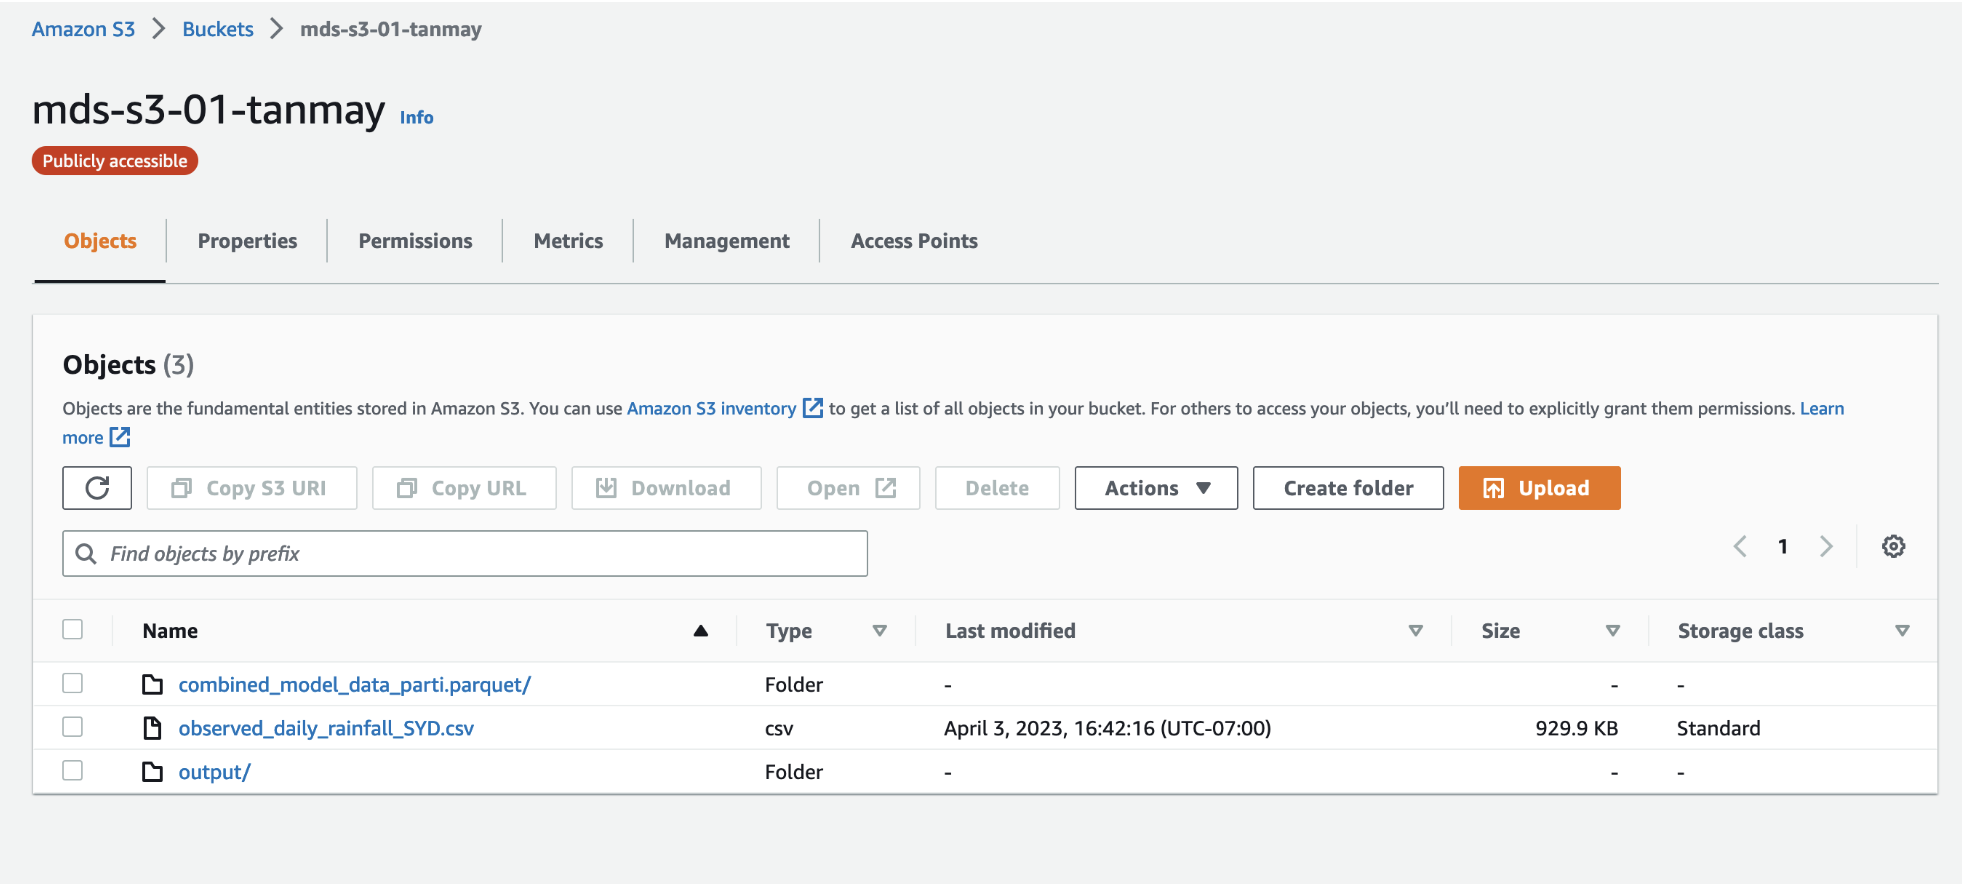 Amazon S3 > Buckets > mds-s3-01-tanmay
mds-s3-01-tanmay Info
Publicly accessible
Objects Properties Permissions Metrics Management Access Points
Objects (3)
Objects are the fundamental entities stored in Amazon S3. You can use Amazon S3 inventory to get a list of all objects in your bucket. For others to access your objects, you'll need to explicitly grant them permissions. Learn
more
Copy S3 URI Copy URL Download Open Delete Actions Create folder Upload
Find objects by prefix
1
Name Type Last modified Size Storage class
combined_model_data_parti.parquet/ Folder - - -
observed_daily_rainfall_SYD.csv csv April 3, 2023, 16:42:16 (UTC-07:00) 929.9 KB Standard
output/ Folder - - -